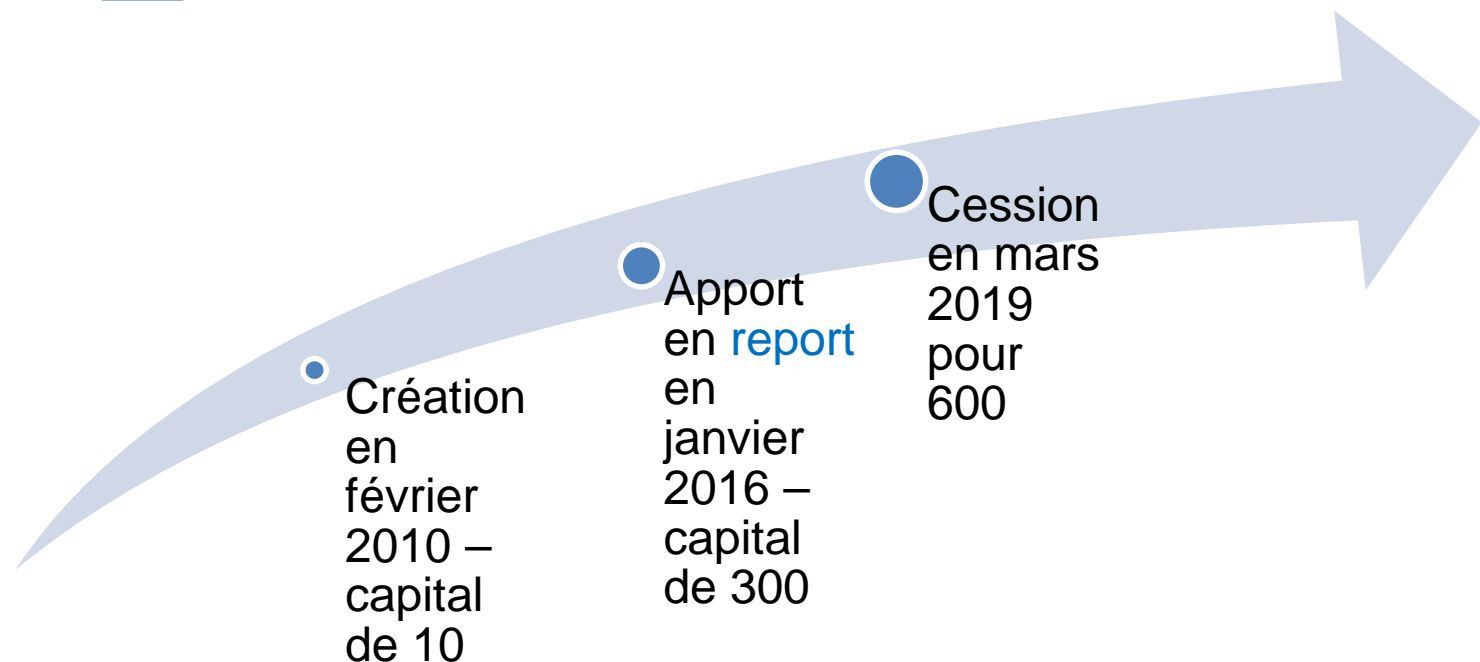 Création
en
février
2010 –
capital
de 10
Apport
en report
en
janvier
2016 –
capital
de 300
Cession
en mars
2019
pour
600